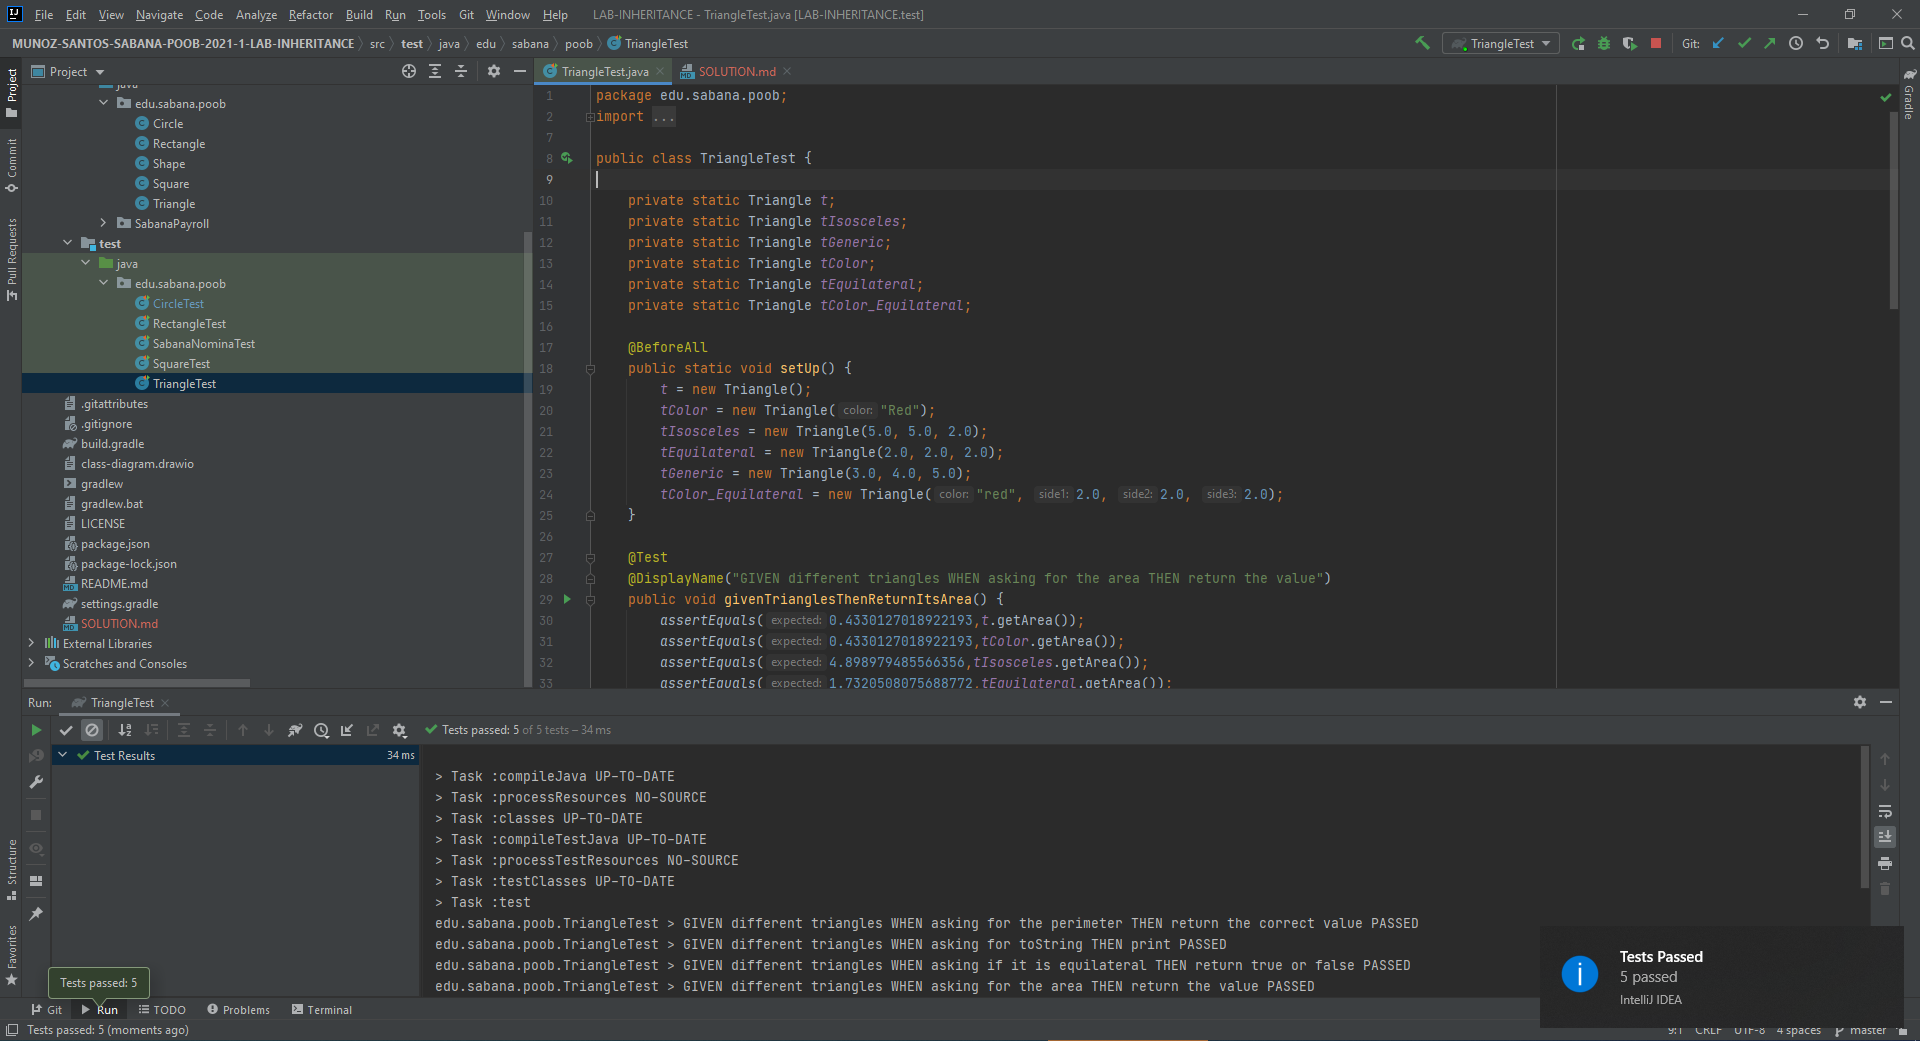 File Edit View Navigate Code Analyze Refactor Build Run Tools Git Window Help LAB-INHERITANCE - TriangleTest.java [LAB-INHERITANCE.test]
MUNOZ-SANTOS-SABANA-POOB-2021-1-LAB-INHERITANCE src test java edu sabana poob TriangleTest
TriangleTest Git:
Project
TriangleTest.java SOLUTION.md
Project
Commit
Pull Requests
Structure
Favorites
Gradle
java
edu.sabana.poob
Circle
Rectangle
Shape
Square
Triangle
SabanaPayroll
test
java
edu.sabana.poob
CircleTest
RectangleTest
SabanaNominaTest
SquareTest
TriangleTest
.gitattributes
.gitignore
build.gradle
class-diagram.drawio
gradlew
gradlew.bat
LICENSE
package.json
package-lock.json
README.md
settings.gradle
SOLUTION.md
External Libraries
Scratches and Consoles
1 package edu.sabana.poob;
2 import ...
7
8 public class TriangleTest {
9
10 private static Triangle t;
11 private static Triangle tIsosceles;
12 private static Triangle tGeneric;
13 private static Triangle tColor;
14 private static Triangle tEquilateral;
15 private static Triangle tColor_Equilateral;
16
17 @BeforeAll
18 public static void setUp() {
19 t = new Triangle();
20 tColor = new Triangle( color: "Red");
21 tIsosceles = new Triangle(5.0, 5.0, 2.0);
22 tEquilateral = new Triangle(2.0, 2.0, 2.0);
23 tGeneric = new Triangle(3.0, 4.0, 5.0);
24 tColor_Equilateral = new Triangle( color: "red", side1: 2.0, side2: 2.0, side3: 2.0);
25 }
26
27 @Test
28 @DisplayName("GIVEN different triangles WHEN asking for the area THEN return the value")
29 public void givenTrianglesThenReturnItsArea() {
30 assertEquals( expected: 0.4330127018922193,t.getArea());
31 assertEquals( expected: 0.4330127018922193,tColor.getArea());
32 assertEquals( expected: 4.898979485566356,tIsosceles.getArea());
33 assertEquals( expected: 1.7320508075688772,tEquilateral.getArea());
Run: TriangleTest
Tests passed: 5 of 5 tests – 34 ms
Test Results 34 ms
> Task :compileJava UP-TO-DATE
> Task :processResources NO-SOURCE
> Task :classes UP-TO-DATE
> Task :compileTestJava UP-TO-DATE
> Task :processTestResources NO-SOURCE
> Task :testClasses UP-TO-DATE
> Task :test
edu.sabana.poob.TriangleTest > GIVEN different triangles WHEN asking for the perimeter THEN return the correct value PASSED
edu.sabana.poob.TriangleTest > GIVEN different triangles WHEN asking for toString THEN print PASSED
edu.sabana.poob.TriangleTest > GIVEN different triangles WHEN asking if it is equilateral THEN return true or false PASSED
edu.sabana.poob.TriangleTest > GIVEN different triangles WHEN asking for the area THEN return the value PASSED
Tests Passed
5 passed
IntelliJ IDEA
Tests passed: 5
Git Run TODO Problems Terminal
Tests passed: 5 (moments ago) 9:1 CRLF UTF-8 4 spaces master